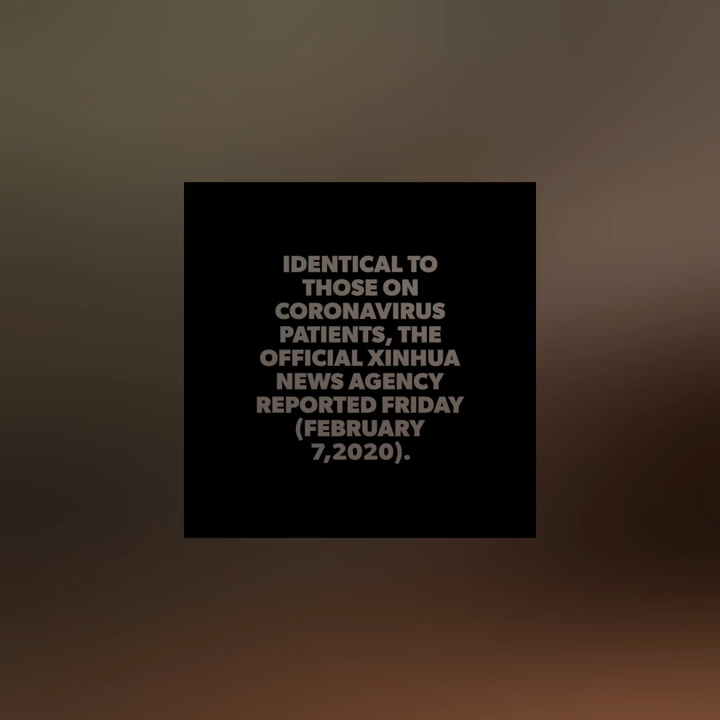 IDENTICAL TO
THOSE ON
CORONAVIRUS
PATIENTS, THE
OFFICIAL XINHUA
NEWS AGENCY
REPORTED FRIDAY
(FEBRUARY
7,2020).